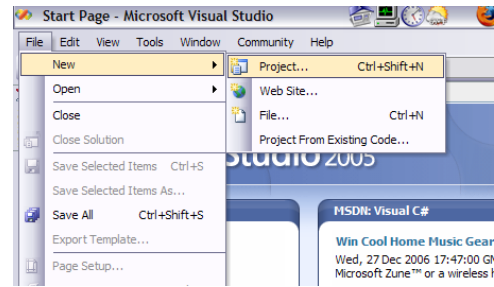 Start Page - Microsoft Visual Studio
File Edit View Tools Window Community Help
New
Project... Ctrl+Shift+N
Open
Web Site...
Close
File... Ctrl+N
Close Solution
Project From Existing Code...
Studio 2005
Save Selected Items Ctrl+S
Save Selected Items As...
Save All Ctrl+Shift+S
MSDN: Visual C#
Export Template...
Win Cool Home Music Gear
Page Setup...
Wed, 27 Dec 2006 17:47:00 GM
Microsoft Zune™ or a wireless h